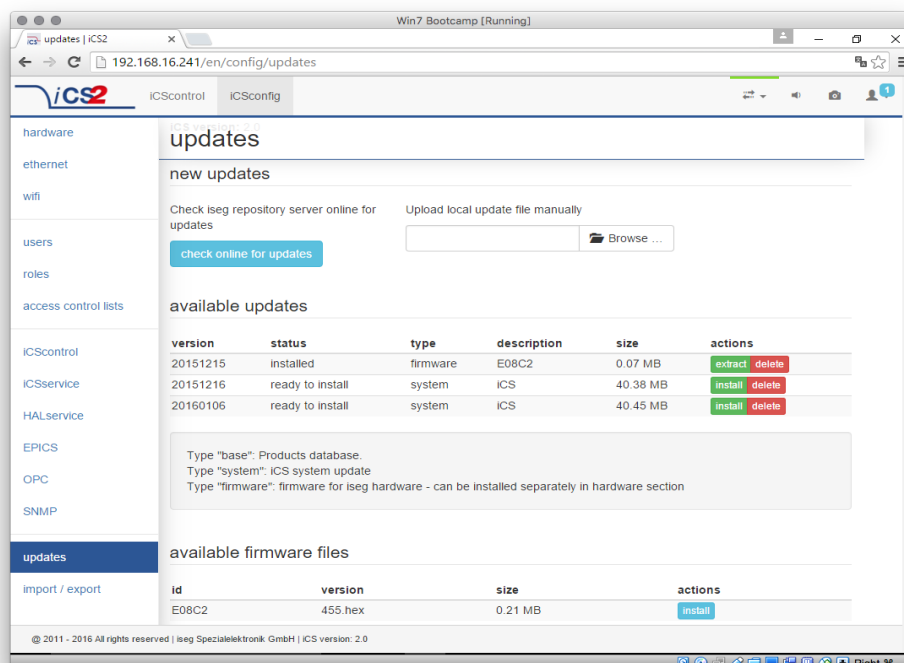 Win7 Bootcamp [Running]
updates | iCS2
192.168.16.241/en/config/updates
iCS2
iCScontrol
iCSconfig
1
hardware
ethernet
wifi
users
roles
access control lists
iCScontrol
iCSservice
HALservice
EPICS
OPC
SNMP
updates
import / export
iCS version: 2.0
updates
new updates
Check iseg repository server online for
updates
check online for updates
Upload local update file manually
Browse ...
available updates
version status type description size actions
20151215 installed firmware E08C2 0.07 MB extract delete
20151216 ready to install system iCS 40.38 MB install delete
20160106 ready to install system iCS 40.45 MB install delete
Type "base": Products database.
Type "system": iCS system update
Type "firmware": firmware for iseg hardware - can be installed separately in hardware section
available firmware files
id version size actions
E08C2 455.hex 0.21 MB install
@ 2011 - 2016 All rights reserved | iseg Spezialelektronik GmbH | iCS version: 2.0
Right ⌘